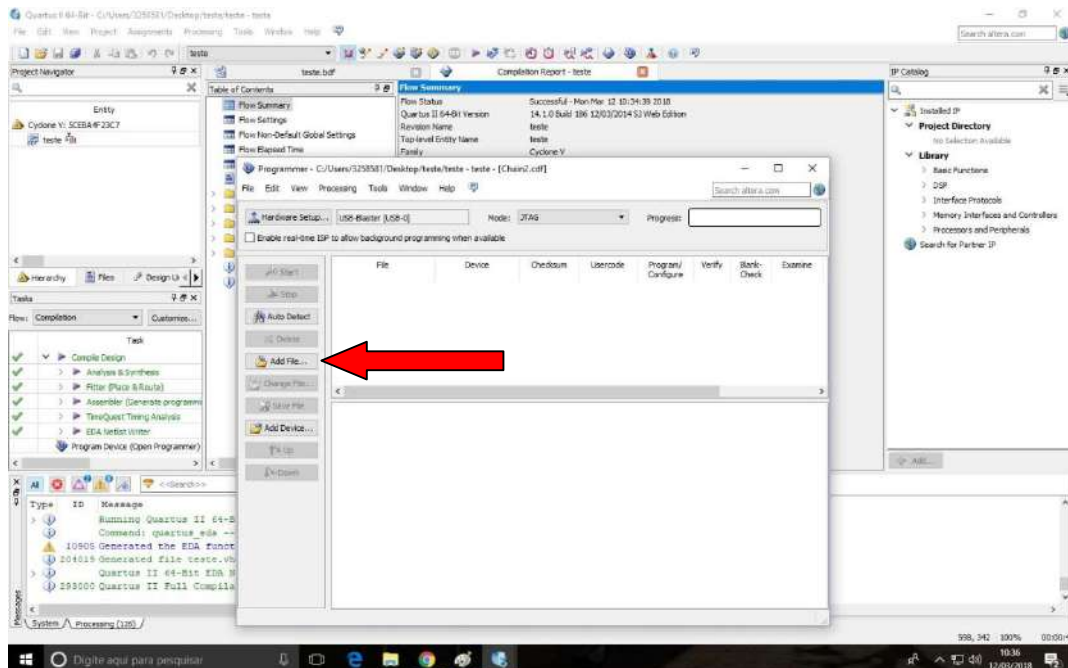 Quartus II 64-Bit - C:/Users/3258581/Desktop/teste/teste - teste
File Edit View Project Assignments Processing Tools Window Help
Search altera.com
teste
Project Navigator
Entity
Cyclone V: 5CEBA4F23C7
teste
Hierarchy Files Design U
Tasks
Flow: Compilation Customize...
Task
Compile Design
Analysis & Synthesis
Fitter (Place & Route)
Assembler (Generate programm
TimeQuest Timing Analysis
EDA Netlist Writer
Program Device (Open Programmer)
teste.bdf
Compilation Report - teste
Table of Contents
Flow Summary
Flow Settings
Flow Non-Default Global Settings
Flow Elapsed Time
Flow Summary
Flow Status Successful - Mon Mar 12 10:34:39 2018
Quartus II 64-Bit Version 14.1.0 Build 186 12/03/2014 SJ Web Edition
Revision Name teste
Top-level Entity Name teste
Family Cyclone V
Programmer - C:/Users/3258581/Desktop/teste/teste - teste - [Chain2.cdf]
File Edit View Processing Tools Window Help
Search altera.com
Hardware Setup... USB-Blaster [USB-0] Mode: JTAG Progress:
Enable real-time ISP to allow background programming when available
Start
Stop
Auto Detect
Delete
Add File...
Change File...
Save File
Add Device...
Up
Down
File Device Checksum Usercode Program/ Configure Verify Blank- Check Examine
IP Catalog
Installed IP
Project Directory
No Selection Available
Library
Basic Functions
DSP
Interface Protocols
Memory Interfaces and Controllers
Processors and Peripherals
Search for Partner IP
Add...
All <<Search>>
Type ID Message
Running Quartus II 64-B
Command: quartus_eda --
10905 Generated the EDA funct
204019 Generated file teste.vh
Quartus II 64-Bit EDA N
293000 Quartus II Full Compila
Messages
System Processing (128)
598, 342 100% 00:00:
Digite aqui para pesquisar
10:36
12/03/2018